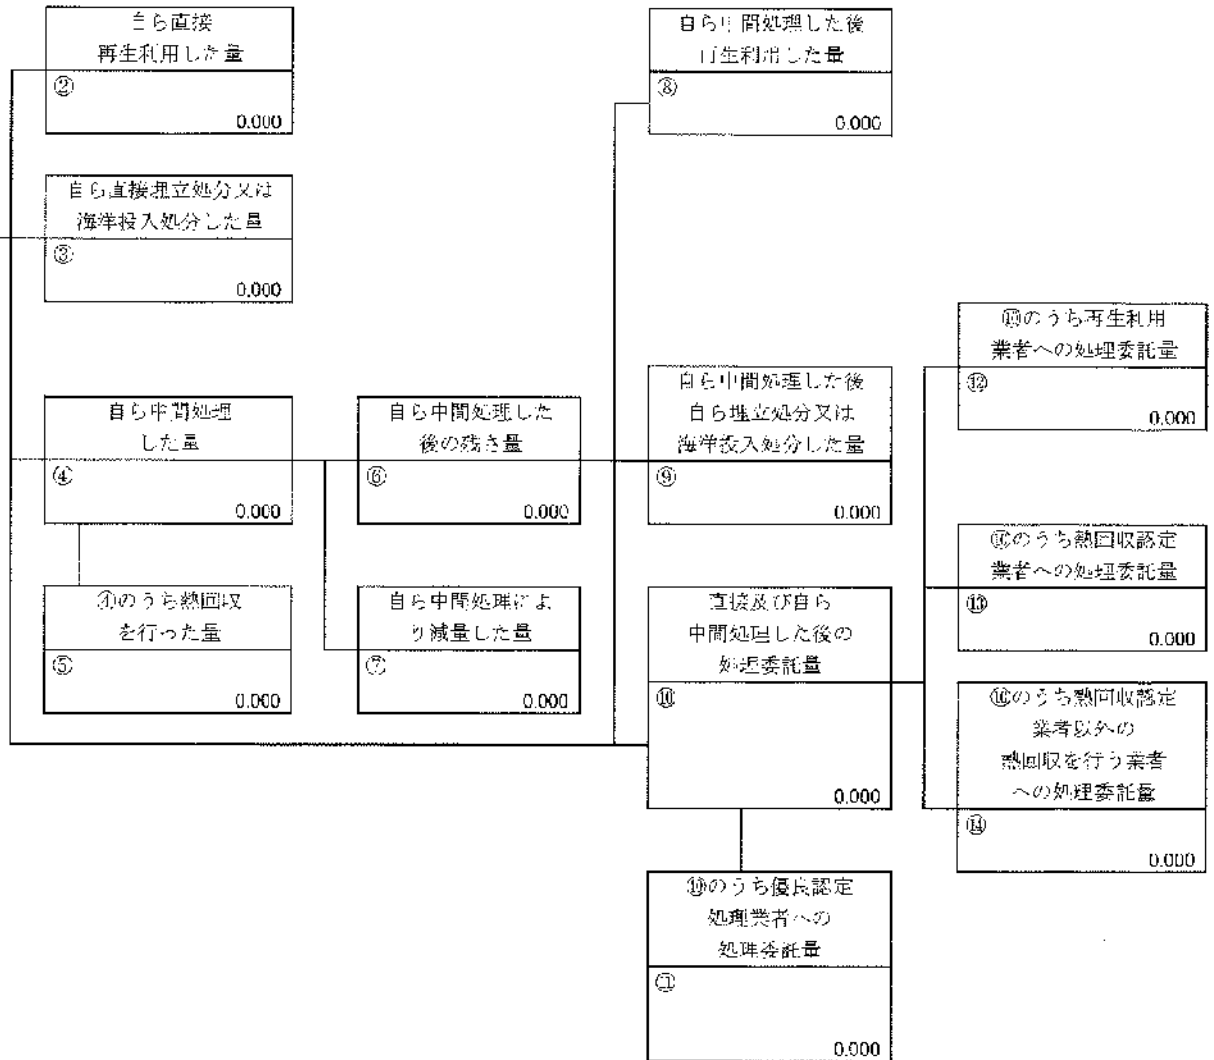 自ら直接
再生利用した量
②
0.000
自ら直接埋立処分又は
海洋投入処分した量
③
0.000
自ら中間処理
した量
④
0.000
④のうち熱回収
を行った量
⑤
0.000
自ら中間処理した
後の残さ量
⑥
0.000
自ら中間処理によ
り減量した量
⑦
0.000
自ら中間処理した後
再生利用した量
⑧
0.000
自ら中間処理した後
自ら埋立処分又は
海洋投入処分した量
⑨
0.000
直接及び自ら
中間処理した後の
処理委託量
⑩
0.000
⑩のうち優良認定
処理業者への
処理委託量
⑪
0.000
⑩のうち再生利用
業者への処理委託量
⑫
0.000
⑩のうち熱回収認定
業者への処理委託量
⑬
0.000
⑩のうち熱回収認定
業者以外の
熱回収を行う業者
への処理委託量
⑭
0.000